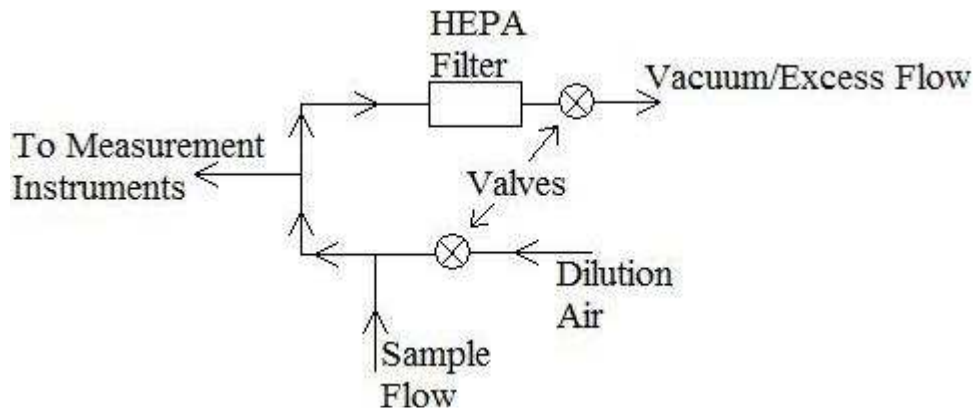 HEPA
Filter
Vacuum/Excess Flow
To Measurement
Instruments
Valves
Dilution
Air
Sample
Flow